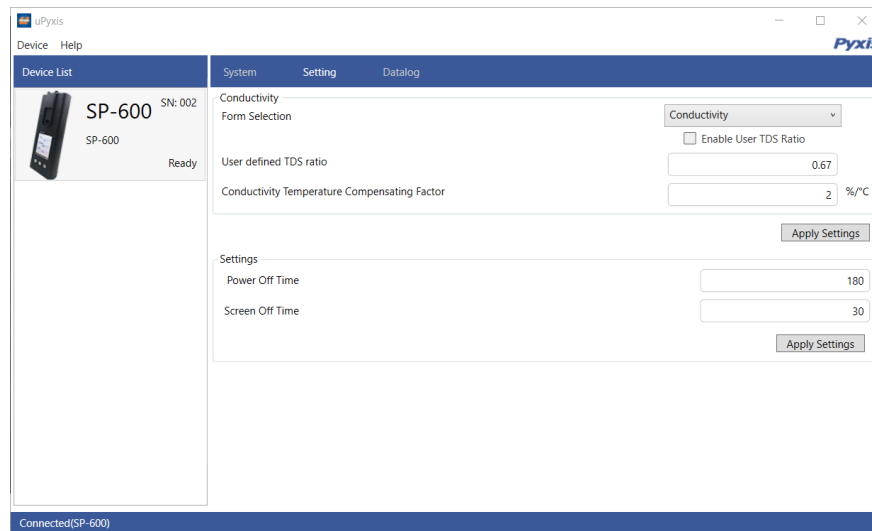 uPyxis
Device Help
Pyxis
Device List
System Setting Datalog
SP-600 SN: 002
SP-600
Ready
Conductivity
Form Selection Conductivity
Enable User TDS Ratio
User defined TDS ratio 0.67
Conductivity Temperature Compensating Factor 2 %/°C
Apply Settings
Settings
Power Off Time 180
Screen Off Time 30
Apply Settings
Connected(SP-600)